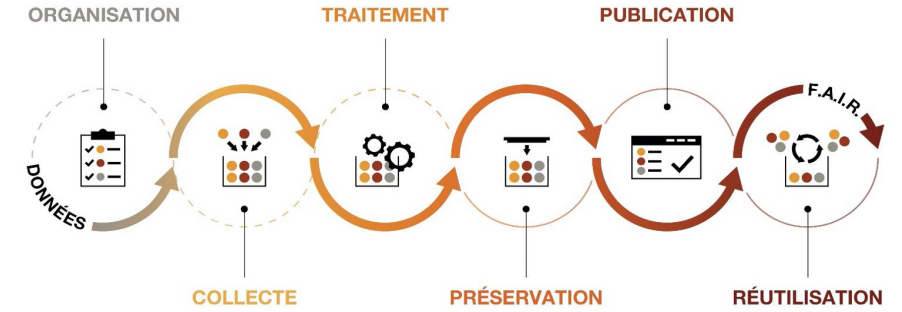 ORGANISATION
TRAITEMENT
PUBLICATION
F.A.I.R.
DONNÉES
COLLECTE
PRÉSERVATION
RÉUTILISATION